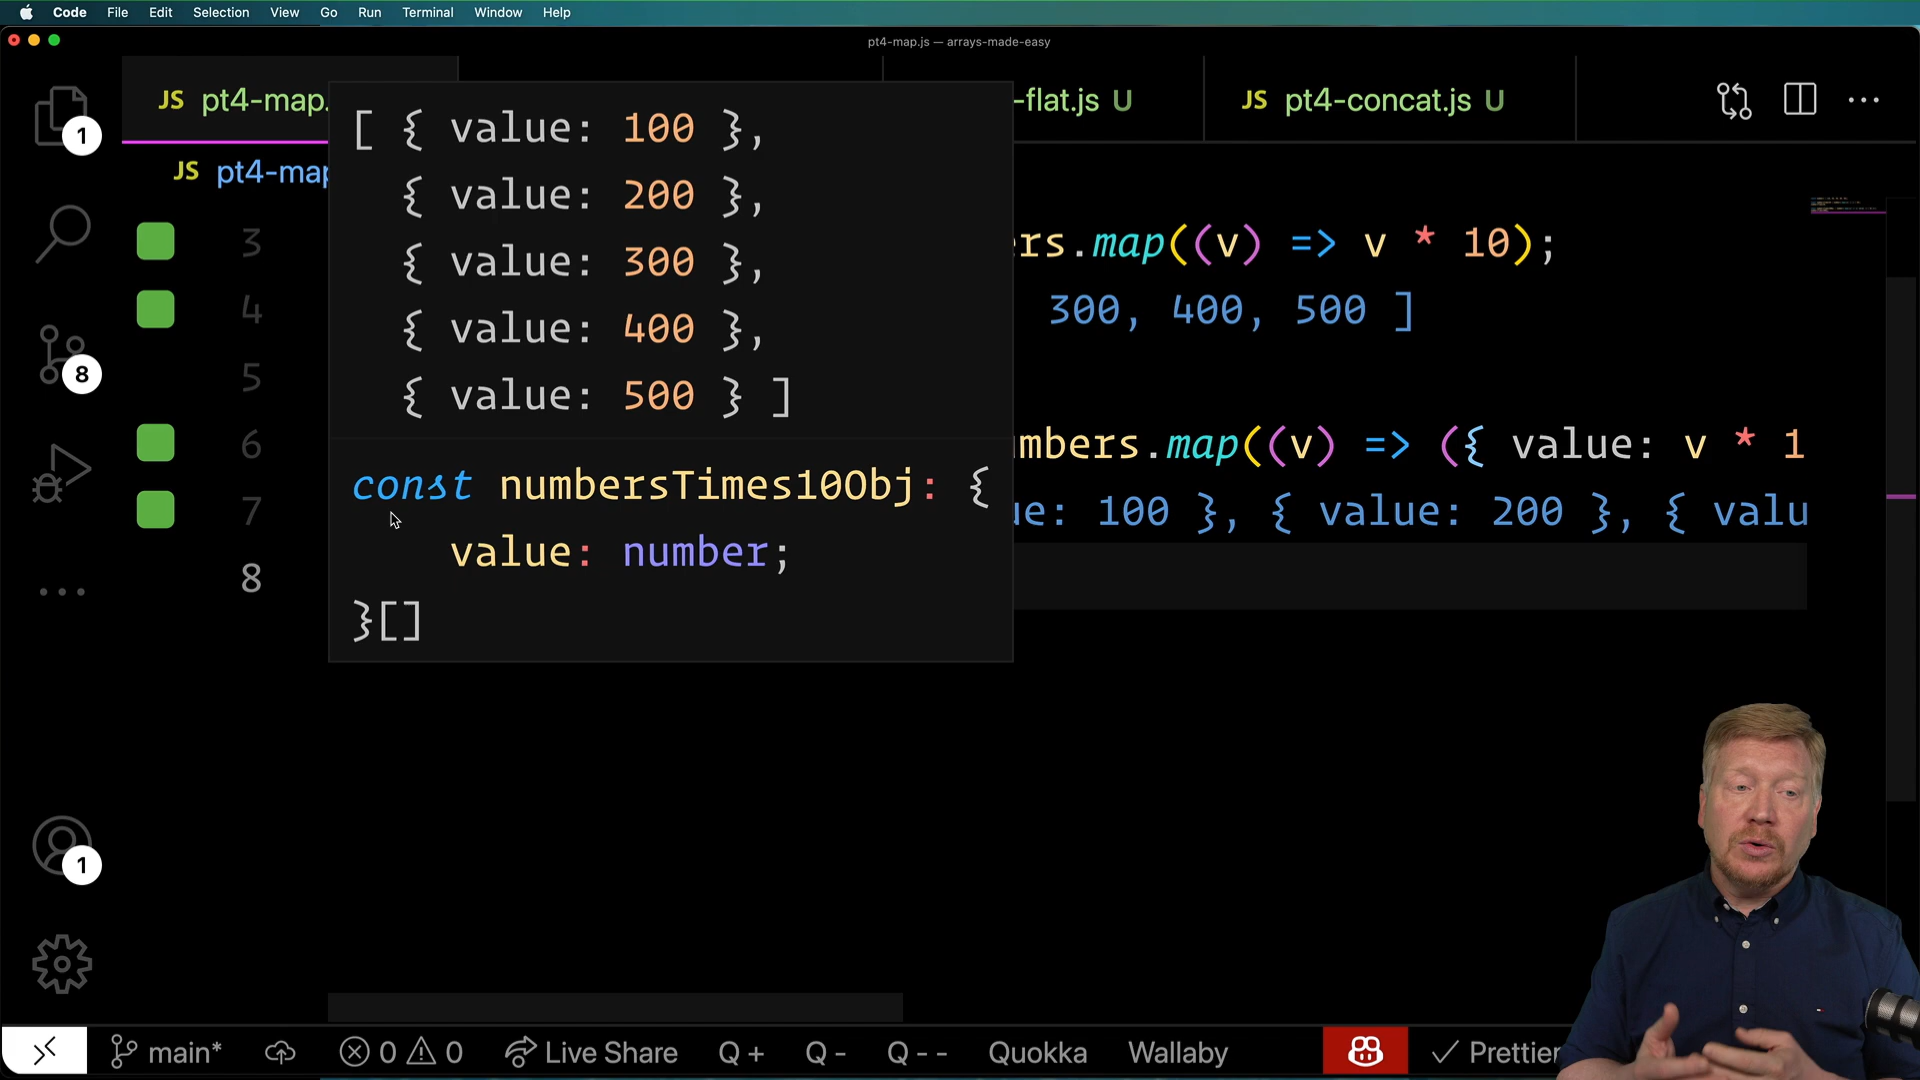 Code File Edit Selection View Go Run Terminal Window Help
pt4-map.js — arrays-made-easy
JS pt4-map.
-flat.js U
JS pt4-concat.js U
JS pt4-map
1
8
1
3
4
5
6
7
8
[ { value: 100 },
{ value: 200 },
{ value: 300 },
{ value: 400 },
{ value: 500 } ]
const numbersTimes10Obj: {
value: number;
}[]
rs.map((v) => v * 10);
300, 400, 500 ]
mbers.map((v) => ({ value: v * 1
ue: 100 }, { value: 200 }, { valu
main* 0 0 Live Share Q + Q - Q -- Quokka Wallaby Prettier